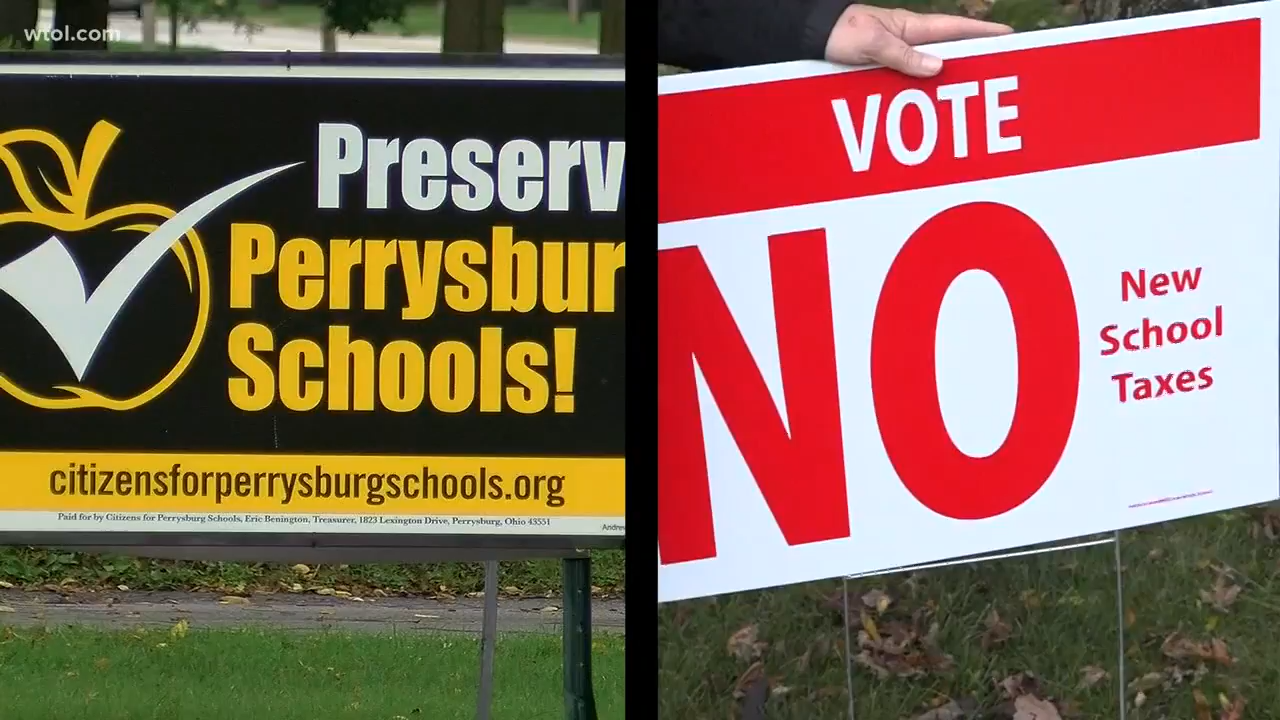 wtol.com
Preserv
Perrysbur
Schools!
citizensforperrysburgschools.org
Paid for by Citizens for Perrysburg Schools, Eric Benington, Treasurer, 1823 Lexington Drive, Perrysburg, Ohio 43551
Andrew
VOTE
NO
New
School
Taxes